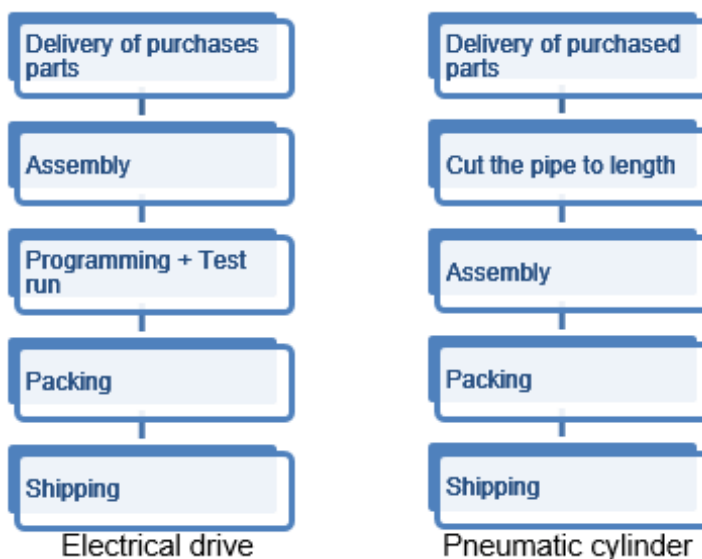 Delivery of purchases
parts
Assembly
Programming + Test
run
Packing
Shipping
Electrical drive
Delivery of purchased
parts
Cut the pipe to length
Assembly
Packing
Shipping
Pneumatic cylinder